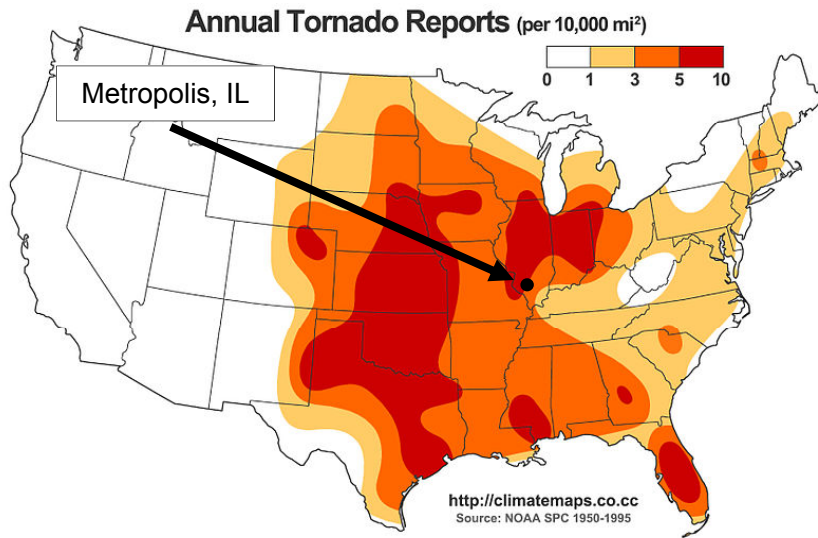 Annual Tornado Reports (per 10,000 mi²)
0 1 3 5 10
Metropolis, IL
http://climatemaps.co.cc
Source: NOAA SPC 1950-1995